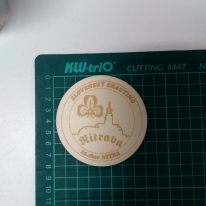 KW-triO CUTTING MAT
SLOVENSKÝ SKAUTING
Nitrava